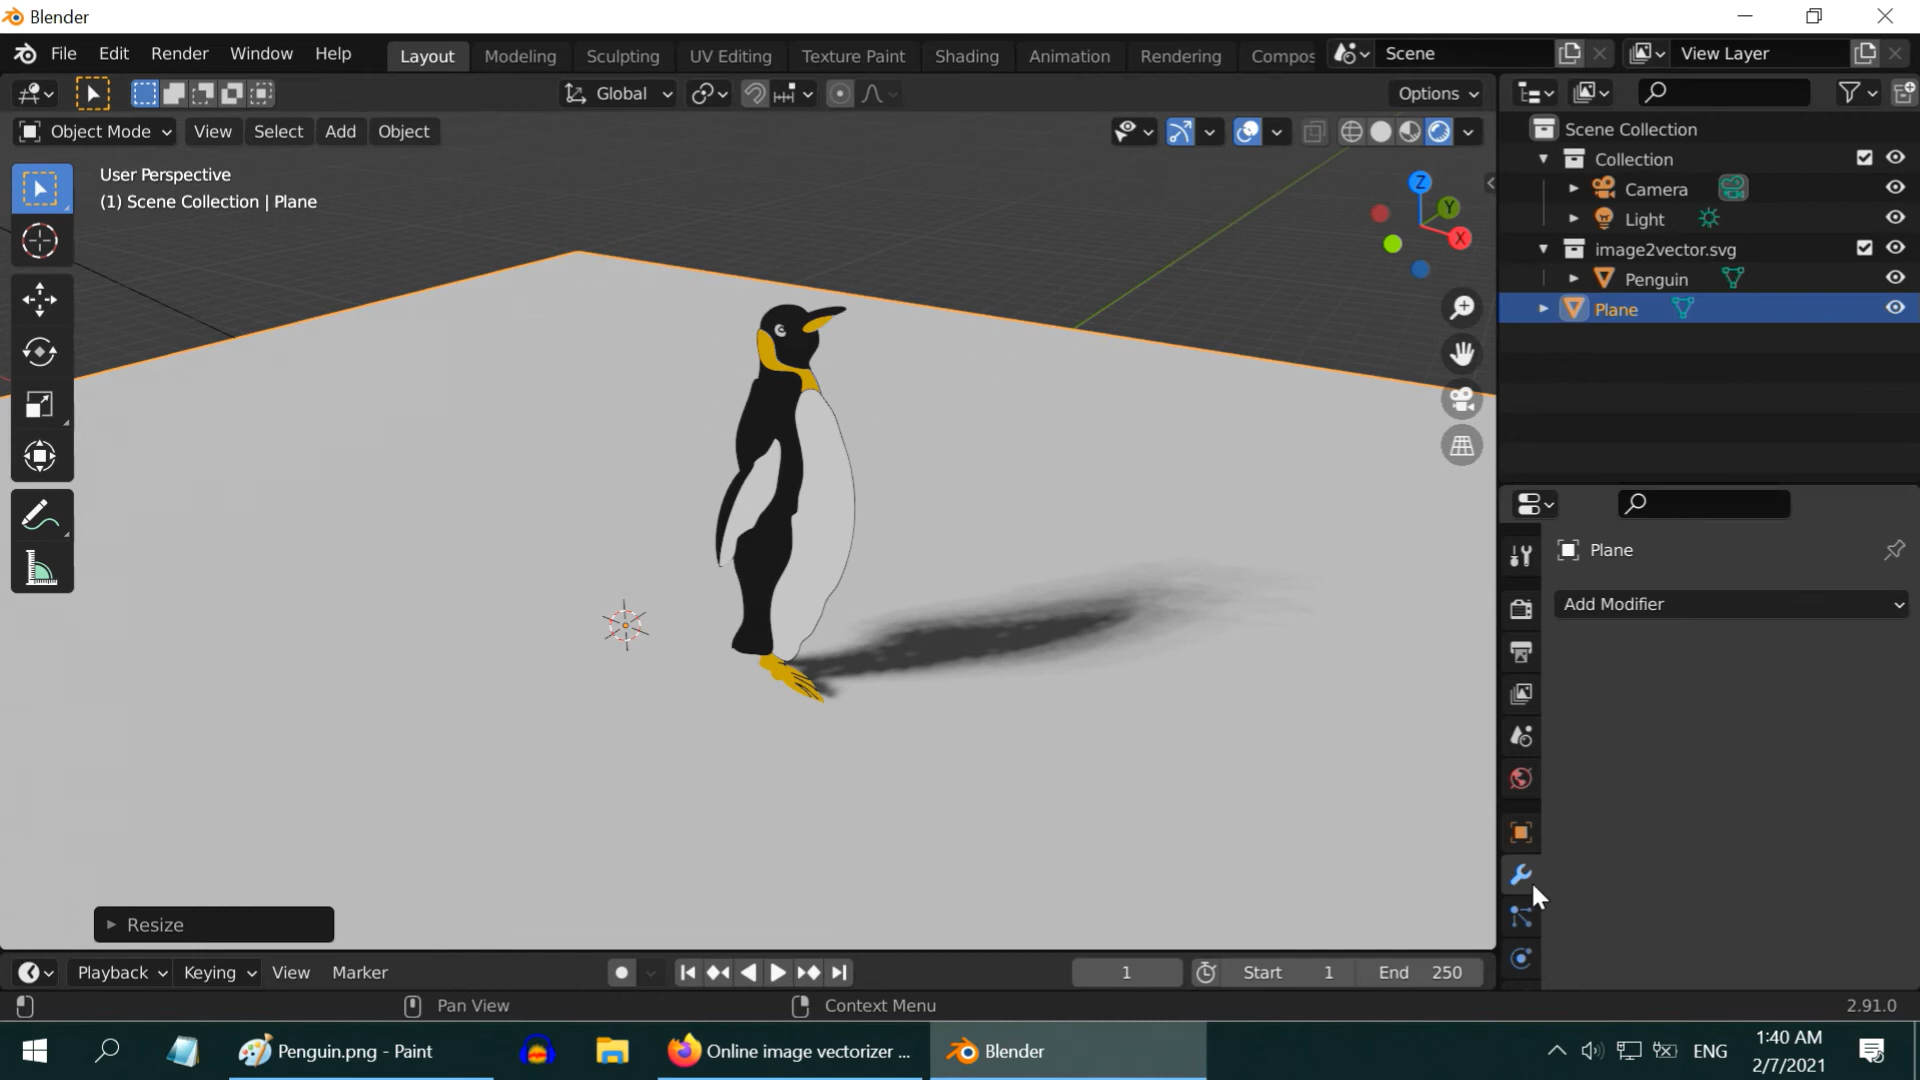 Blender
File Edit Render Window Help Layout Modeling Sculpting UV Editing Texture Paint Shading Animation Rendering Compos Scene View Layer
Global Options
Object Mode View Select Add Object
User Perspective
(1) Scene Collection | Plane
Z
Y
X
Scene Collection
Collection
Camera
Light
image2vector.svg
Penguin
Plane
Plane
Add Modifier
Resize
Playback Keying View Marker 1 Start 1 End 250
Pan View Context Menu 2.91.0
Penguin.png - Paint Online image vectorizer ... Blender ENG 1:40 AM
2/7/2021